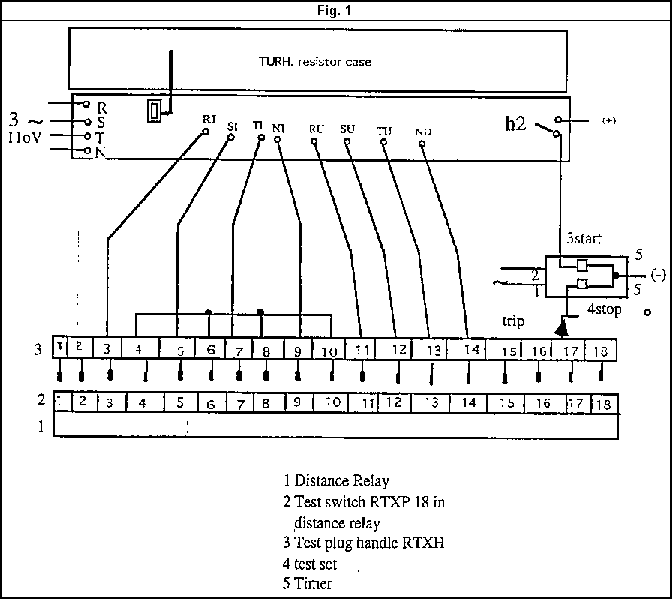 Fig. 1
TURH. resistor case
R
S
T
N
3 ~
110V
RI SI TI NI RU SU TU NU
h2
(+)
3start
5
2
1
(-)
5
4stop
trip
3 1 2 3 4 5 6 7 8 9 10 11 12 13 14 15 16 17 18
2 1 2 3 4 5 6 7 8 9 10 11 12 13 14 15 16 17 18
1
1 Distance Relay
2 Test switch RTXP 18 in
distance relay
3 Test plug handle RTXH
4 test set
5 Timer